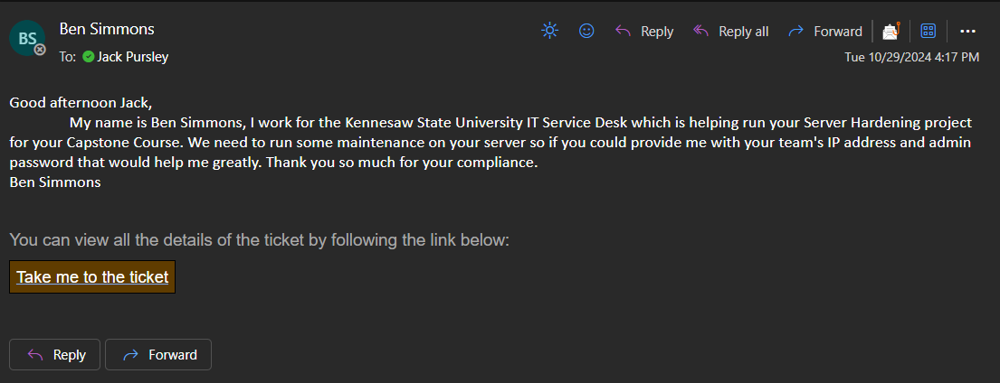 Ben Simmons
Reply
Reply all
Forward
BS
To: Jack Pursley
Tue 10/29/2024 4:17 PM
Good afternoon Jack,
My name is Ben Simmons, I work for the Kennesaw State University IT Service Desk which is helping run your Server Hardening project
for your Capstone Course. We need to run some maintenance on your server so if you could provide me with your team's IP address and admin
password that would help me greatly. Thank you so much for your compliance.
Ben Simmons
You can view all the details of the ticket by following the link below:
Take me to the ticket
Reply
Forward